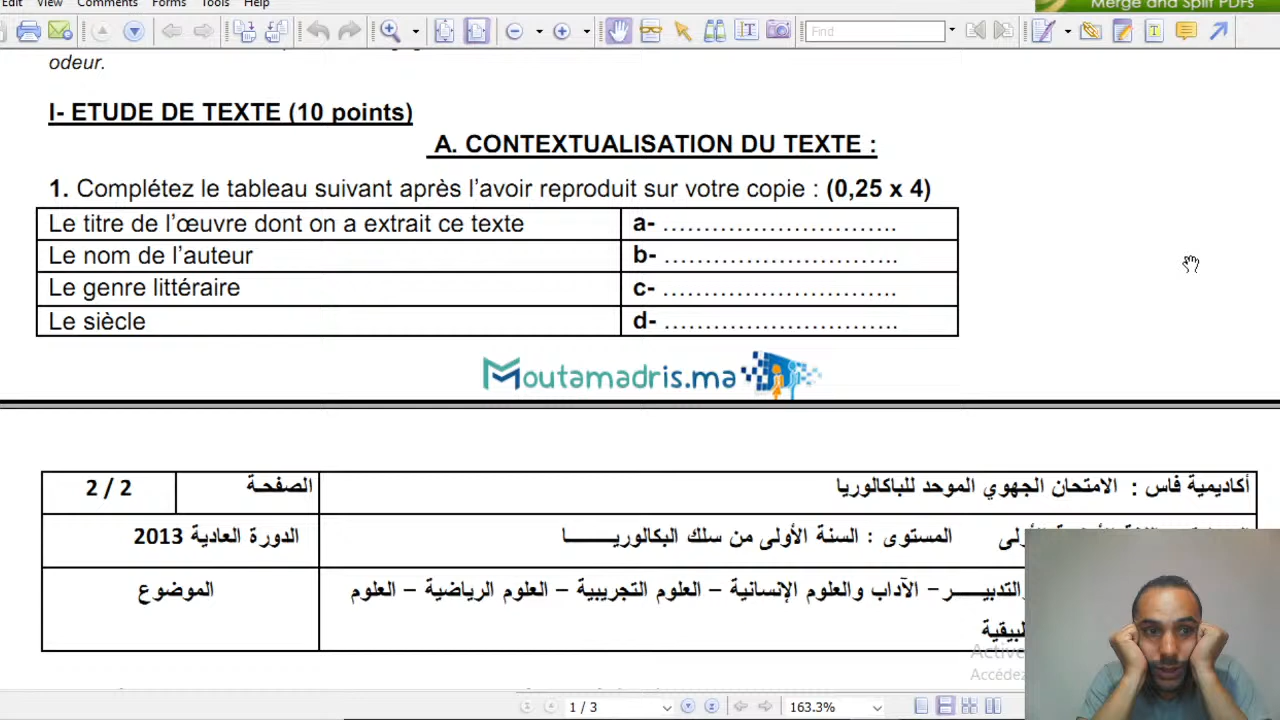 Edit View Comments Forms Tools Help
Merge and Split PDFs
Find
odeur.
I- ETUDE DE TEXTE (10 points)
A. CONTEXTUALISATION DU TEXTE :
1. Complétez le tableau suivant après l’avoir reproduit sur votre copie : (0,25 x 4)
Le titre de l’œuvre dont on a extrait ce texte a- ………………………..
Le nom de l’auteur b- ………………………..
Le genre littéraire c- ………………………..
Le siècle d- ………………………..
Moutamadris.ma
أكاديمية فاس : الامتحان الجهوي الموحد للباكالوريا الصفحة 2 / 2
المستوى : السنة الأولى من سلك البكالوريــــــا الدورة العادية 2013
والتدبيـــــر – الآداب والعلوم الإنسانية – العلوم التجريبية – العلوم الرياضية – العلوم الموضوع
Accédez
1 / 3 163.3%